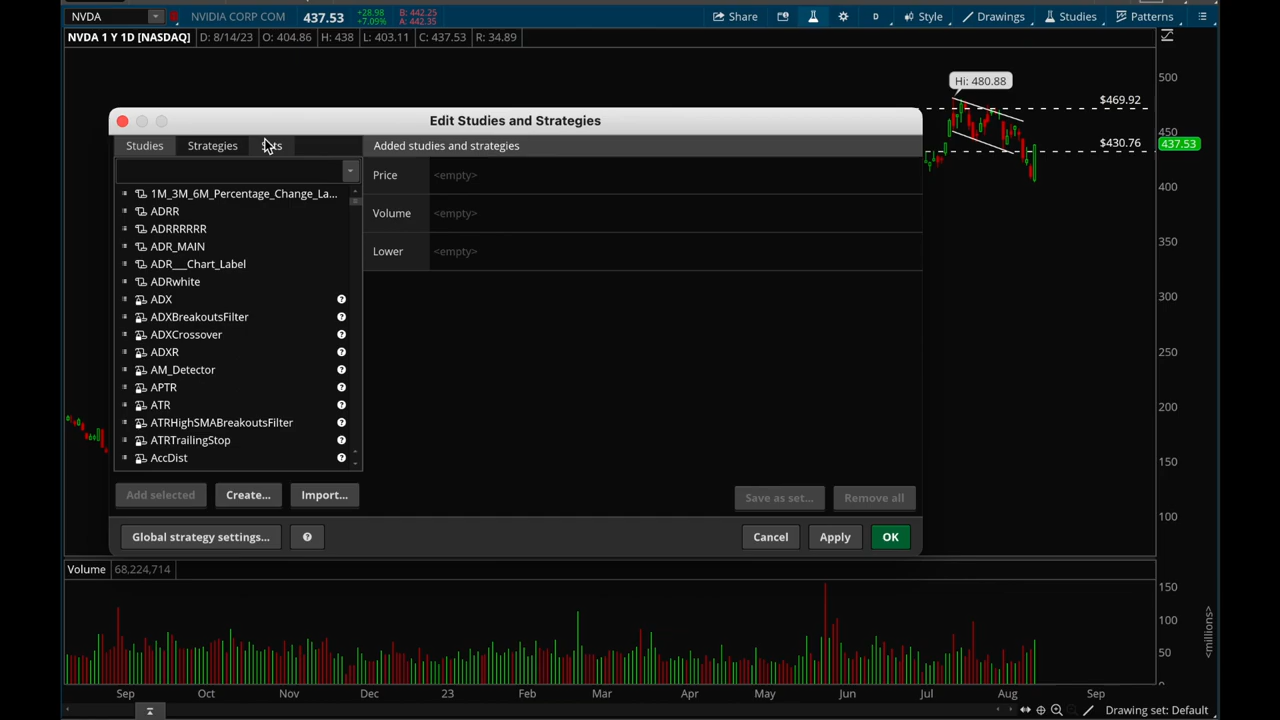 NVDA NVIDIA CORP COM 437.53 +28.98 +7.09% B: 442.25 A: 442.35 Share D Style Drawings Studies Patterns
NVDA 1 Y 1D [NASDAQ] D: 8/14/23 O: 404.86 H: 438 L: 403.11 C: 437.53 R: 34.89
500
Hi: 480.88
$469.92
450
437.53
$430.76
400
350
300
250
200
150
100
Edit Studies and Strategies
Studies Strategies
Added studies and strategies
1M_3M_6M_Percentage_Change_La...
ADRR
ADRRRRRR
ADR_MAIN
ADR___Chart_Label
ADRwhite
ADX
ADXBreakoutsFilter
ADXCrossover
ADXR
AM_Detector
APTR
ATR
ATRHighSMABreakoutsFilter
ATRTrailingStop
AccDist
Price <empty>
Volume <empty>
Lower <empty>
Add selected Create... Import...
Save as set... Remove all
Global strategy settings... ?
Cancel Apply OK
Volume 68,224,714
150
100
50
0
<millions>
Sep Oct Nov Dec 23 Feb Mar Apr May Jun Jul Aug Sep
Drawing set: Default